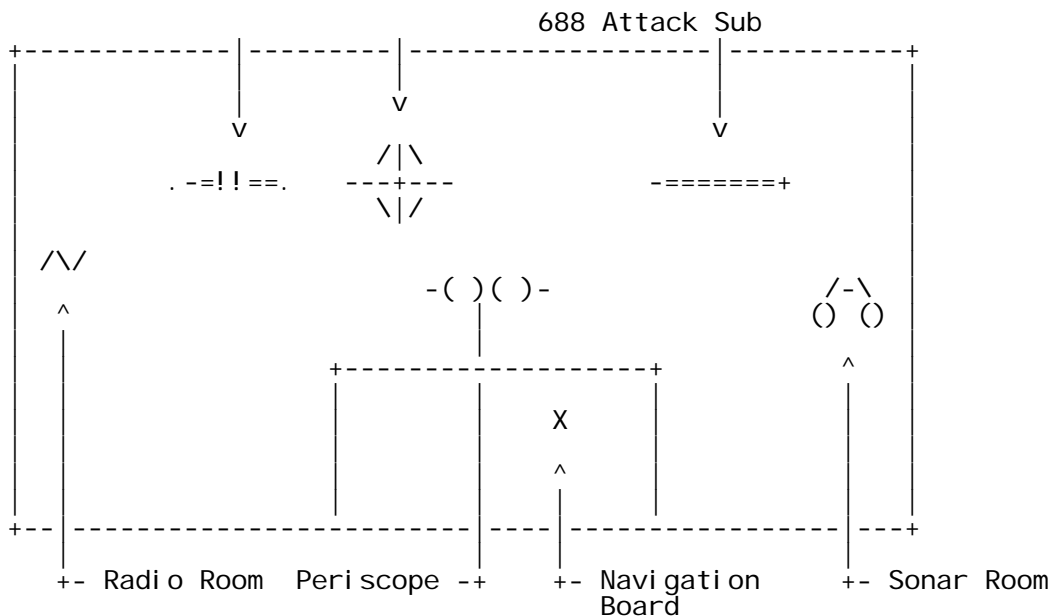 688 Attack Sub
X
+- Radio Room Periscope -+ +- Navigation +- Sonar Room
Board